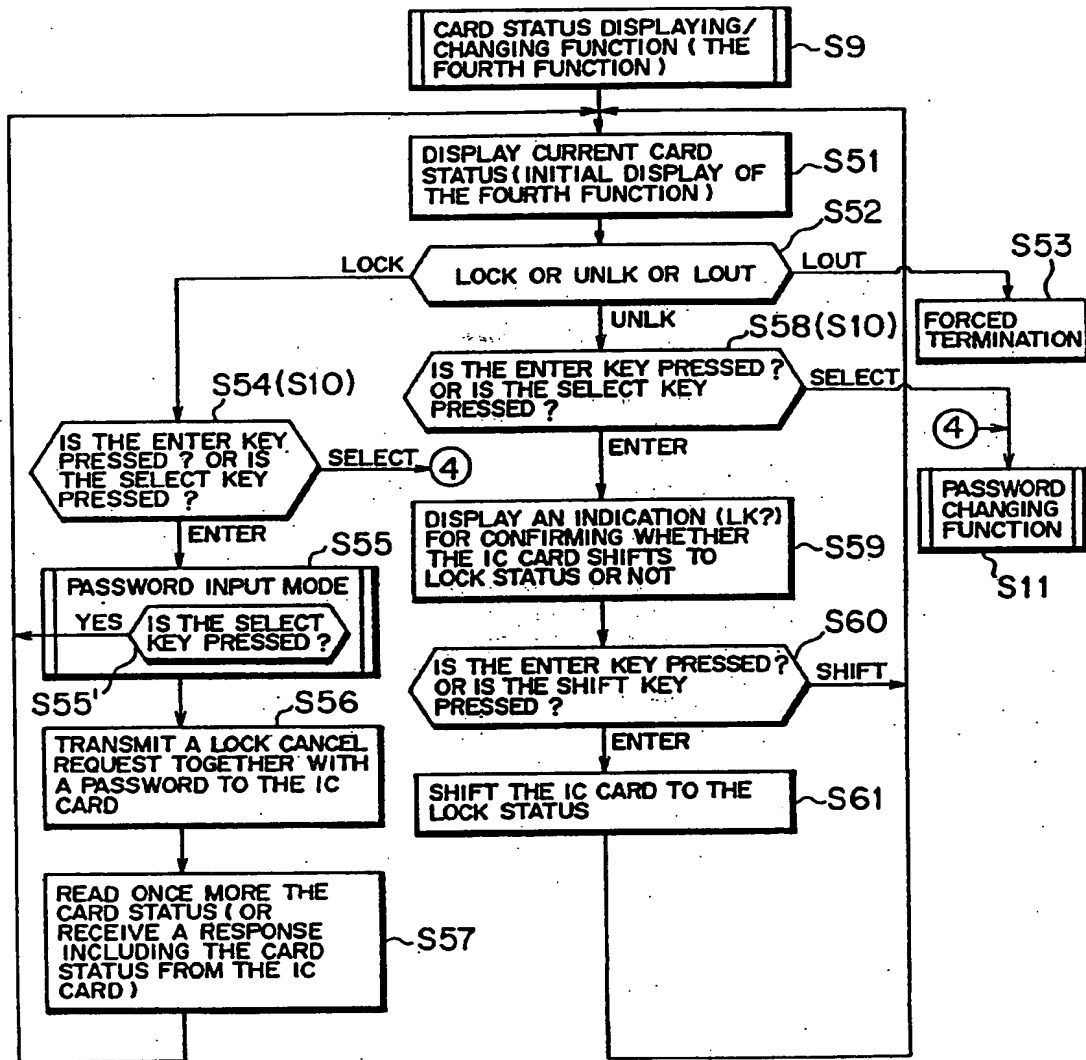 CARD STATUS DISPLAYING/
CHANGING FUNCTION ( THE
FOURTH FUNCTION )
S9
DISPLAY CURRENT CARD
STATUS (INITIAL DISPLAY OF
THE FOURTH FUNCTION )
S51
S52
LOCK
LOCK OR UNLK OR LOUT
LOUT
S53
FORCED
TERMINATION
UNLK
S58(S10)
IS THE ENTER KEY PRESSED ?
OR IS THE SELECT KEY
PRESSED ?
SELECT
S54(S10)
IS THE ENTER KEY
PRESSED ? OR IS
THE SELECT KEY
PRESSED ?
SELECT
4
4
ENTER
PASSWORD
CHANGING
FUNCTION
S11
ENTER
DISPLAY AN INDICATION (LK?)
FOR CONFIRMING WHETHER
THE IC CARD SHIFTS TO
LOCK STATUS OR NOT
S59
S55
PASSWORD INPUT MODE
YES
IS THE SELECT
KEY PRESSED ?
S55'
S60
IS THE ENTER KEY PRESSED?
OR IS THE SHIFT KEY
PRESSED ?
SHIFT
S56
TRANSMIT A LOCK CANCEL
REQUEST TOGETHER WITH
A PASSWORD TO THE IC
CARD
ENTER
SHIFT THE IC CARD TO THE
LOCK STATUS
S61
READ ONCE MORE THE
CARD STATUS ( OR
RECEIVE A RESPONSE
INCLUDING THE CARD
STATUS FROM THE IC
CARD )
S57